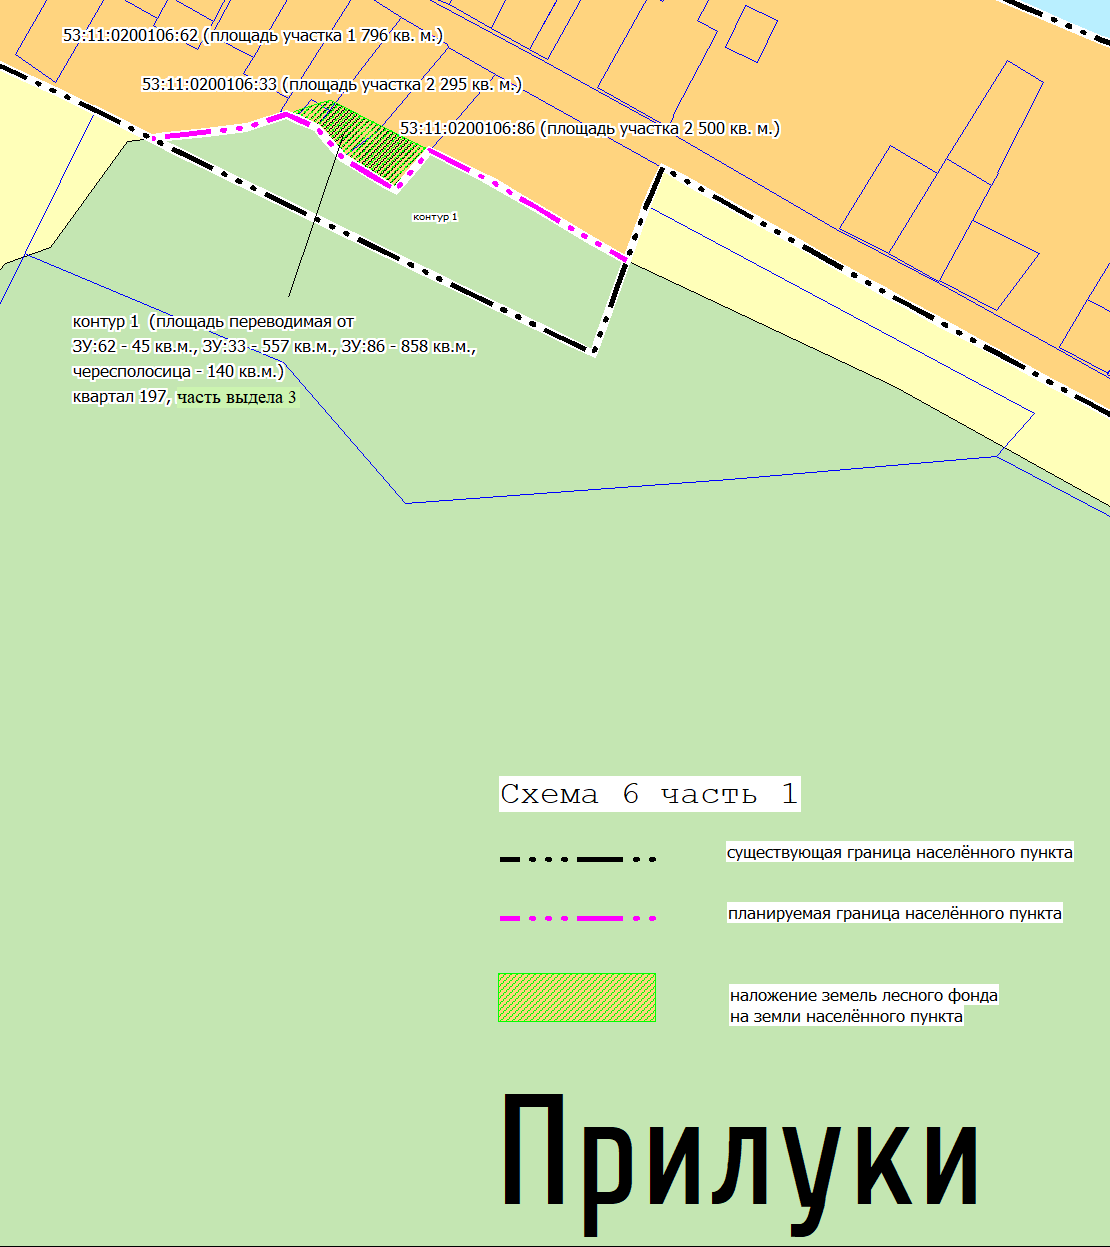 53:11:0200106:62 (площадь участка 1 796 кв. м.)
53:11:0200106:33 (площадь участка 2 295 кв. м.)
53:11:0200106:86 (площадь участка 2 500 кв. м.)
контур 1
контур 1 (площадь переводимая от
ЗУ:62 - 45 кв.м., ЗУ:33 - 557 кв.м., ЗУ:86 - 858 кв.м.,
чересполосица - 140 кв.м.)
квартал 197, часть выдела 3
Схема 6 часть 1
существующая граница населённого пункта
планируемая граница населённого пункта
наложение земель лесного фонда
на земли населённого пункта
Прилуки